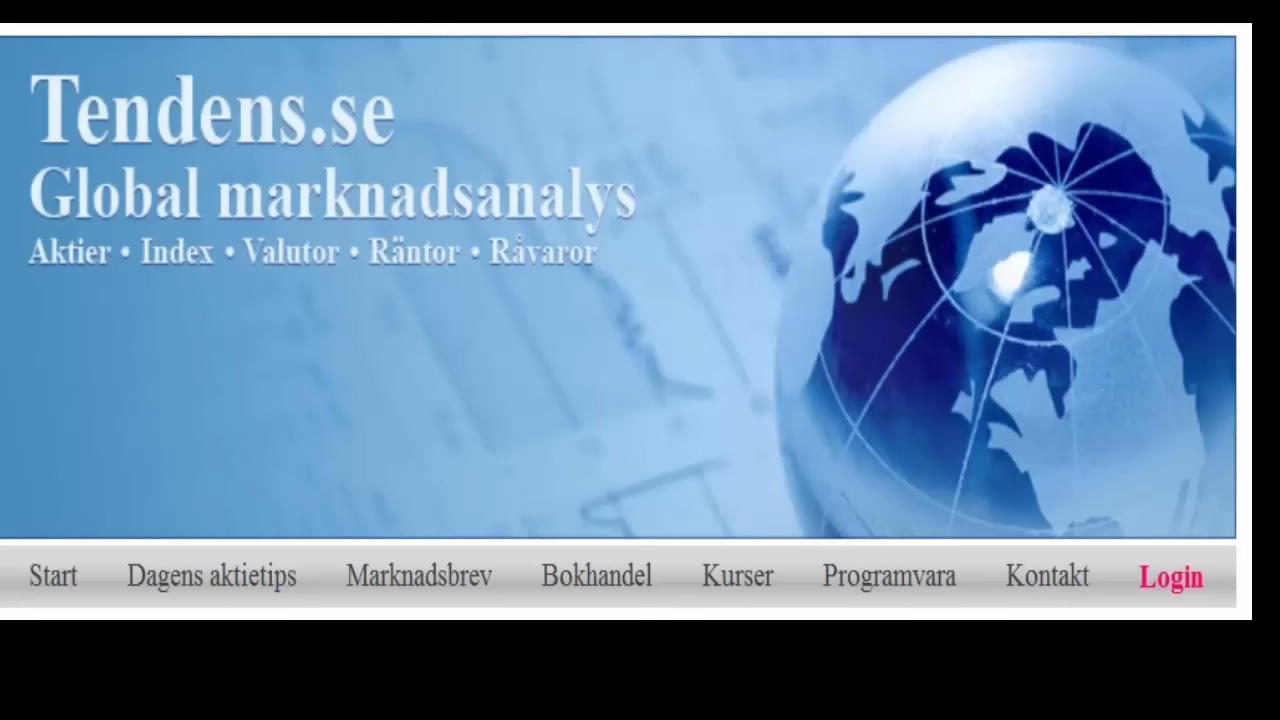 Tendens.se
Global marknadsanalys
Aktier • Index • Valutor • Räntor • Råvaror
Start Dagens aktietips Marknadsbrev Bokhandel Kurser Programvara Kontakt Login